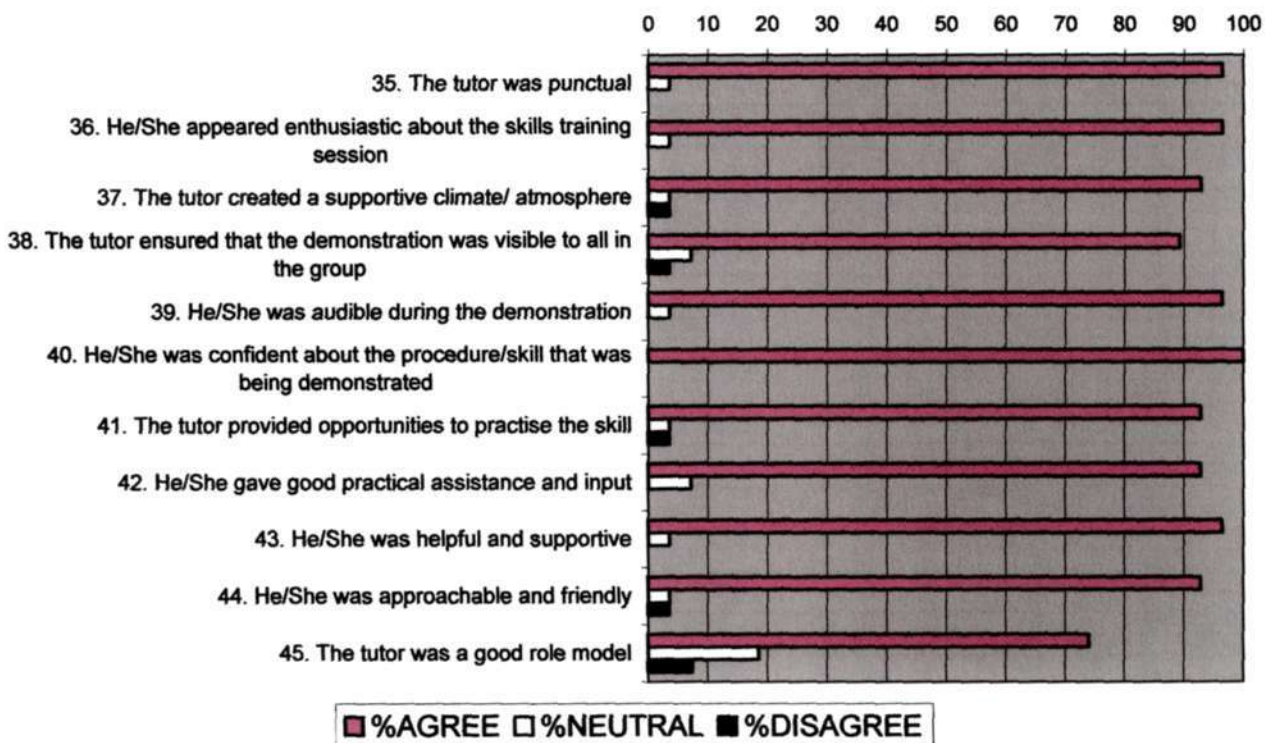 0 10 20 30 40 50 60 70 80 90 100
35. The tutor was punctual
36. He/She appeared enthusiastic about the skills training
session
37. The tutor created a supportive climate/ atmosphere
38. The tutor ensured that the demonstration was visible to all in
the group
39. He/She was audible during the demonstration
40. He/She was confident about the procedure/skill that was
being demonstrated
41. The tutor provided opportunities to practise the skill
42. He/She gave good practical assistance and input
43. He/She was helpful and supportive
44. He/She was approachable and friendly
45. The tutor was a good role model
%AGREE %NEUTRAL %DISAGREE